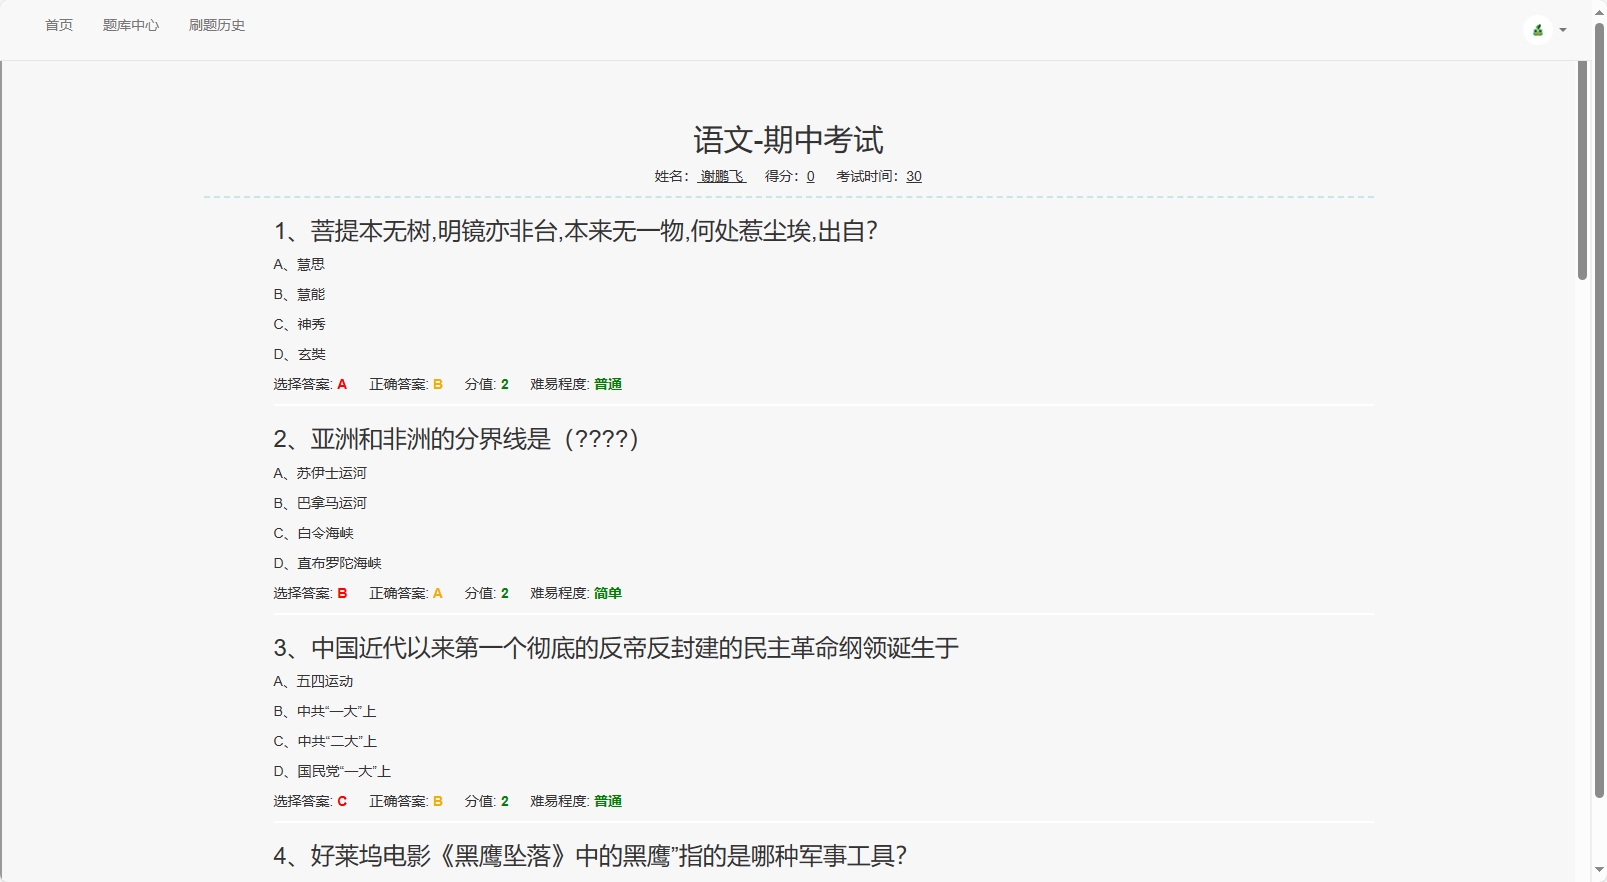 首页 题库中心 刷题历史
语文-期中考试
姓名： 谢鹏飞 得分：0 考试时间：30
1、菩提本无树,明镜亦非台,本来无一物,何处惹尘埃,出自？
A、慧思
B、慧能
C、神秀
D、玄奘
选择答案: A 正确答案: B 分值: 2 难易程度: 普通
2、亚洲和非洲的分界线是（????）
A、苏伊士运河
B、巴拿马运河
C、白令海峡
D、直布罗陀海峡
选择答案: B 正确答案: A 分值: 2 难易程度: 简单
3、中国近代以来第一个彻底的反帝反封建的民主革命纲领诞生于
A、五四运动
B、中共“一大”上
C、中共“二大”上
D、国民党“一大”上
选择答案: C 正确答案: B 分值: 2 难易程度: 普通
4、好莱坞电影《黑鹰坠落》中的黑鹰”指的是哪种军事工具？